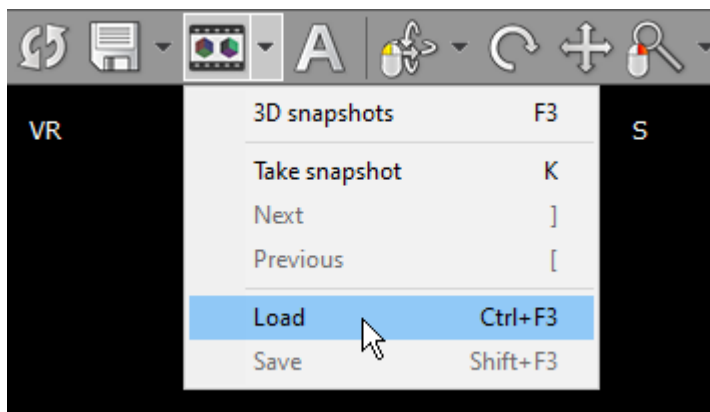 A
VR
S
3D snapshots F3
Take snapshot K
Next ]
Previous [
Load Ctrl+F3
Save Shift+F3